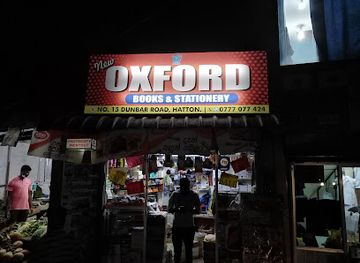 New
OXFORD
BOOKS & STATIONERY
NO. 15 DUNBAR ROAD, HATTON. 0777 077 424